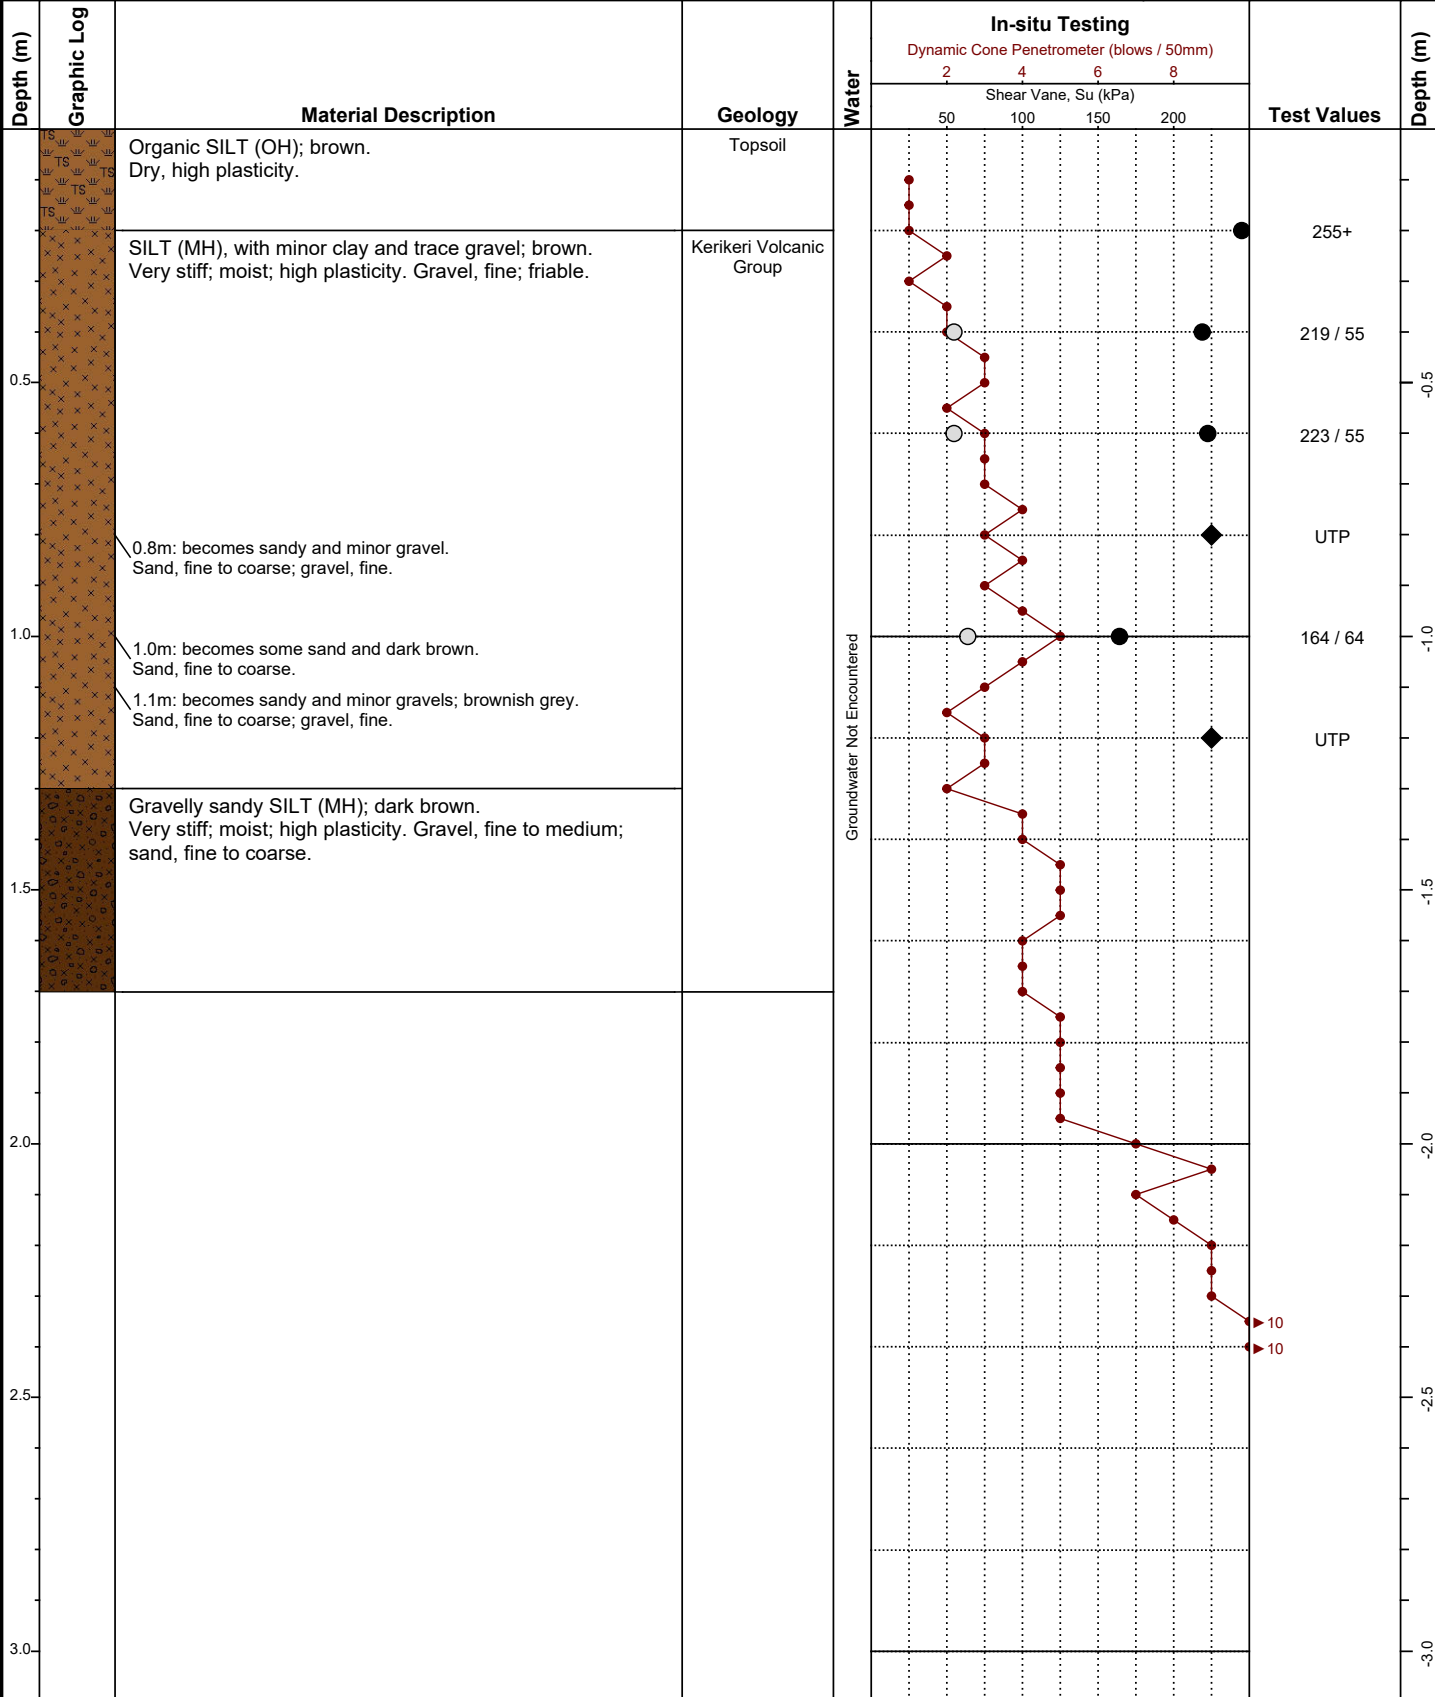 Depth (m)
Graphic Log
Material Description
Geology
Water
In-situ Testing
Dynamic Cone Penetrometer (blows / 50mm)
2 4 6 8
Shear Vane, Su (kPa)
50 100 150 200
Test Values
Depth (m)
TS
TS
TS
TS
TS
Organic SILT (OH); brown.
Dry, high plasticity.
Topsoil
255+
SILT (MH), with minor clay and trace gravel; brown.
Very stiff; moist; high plasticity. Gravel, fine; friable.
Kerikeri Volcanic
Group
219 / 55
0.5
-0.5
223 / 55
UTP
0.8m: becomes sandy and minor gravel.
Sand, fine to coarse; gravel, fine.
1.0
164 / 64
-1.0
1.0m: becomes some sand and dark brown.
Sand, fine to coarse.
1.1m: becomes sandy and minor gravels; brownish grey.
Sand, fine to coarse; gravel, fine.
UTP
Groundwater Not Encountered
Gravelly sandy SILT (MH); dark brown.
Very stiff; moist; high plasticity. Gravel, fine to medium;
sand, fine to coarse.
1.5
-1.5
2.0
-2.0
10
10
2.5
-2.5
3.0
-3.0